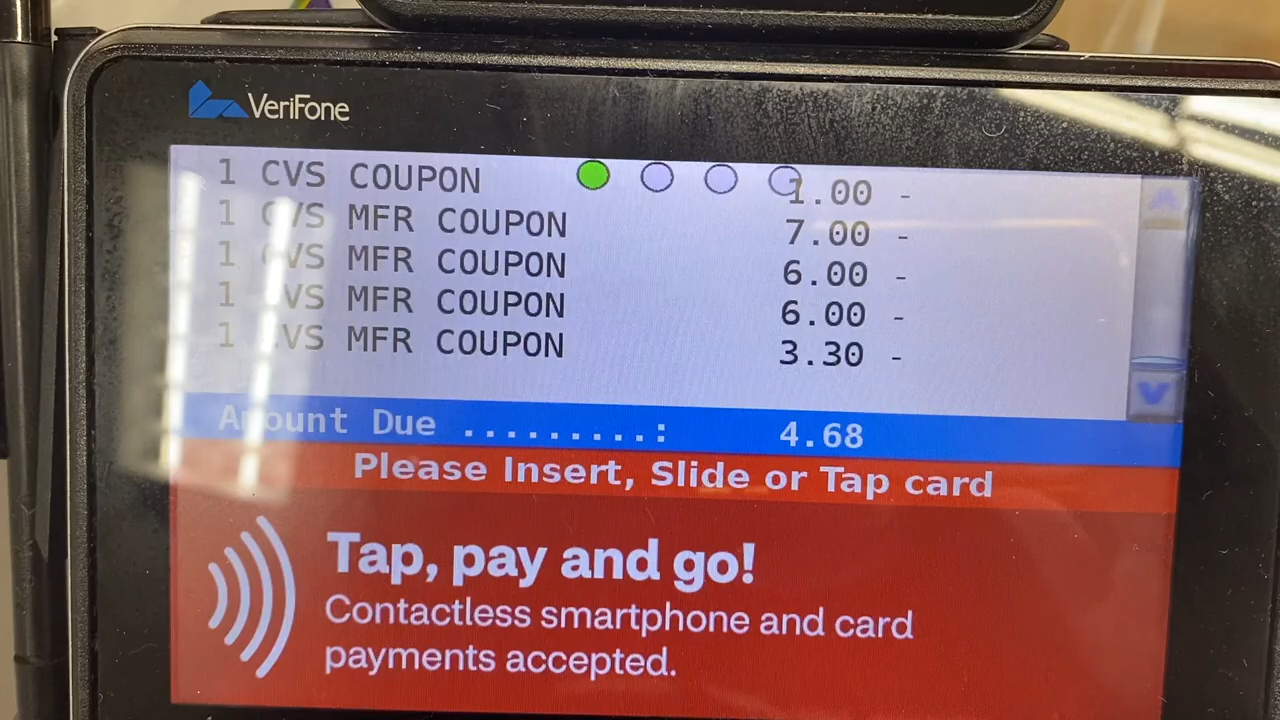 VeriFone
1 CVS COUPON 1.00 -
1 CVS MFR COUPON 7.00 -
1 CVS MFR COUPON 6.00 -
1 CVS MFR COUPON 6.00 -
1 CVS MFR COUPON 3.30 -
Amount Due .........: 4.68
Please Insert, Slide or Tap card
Tap, pay and go!
Contactless smartphone and card
payments accepted.